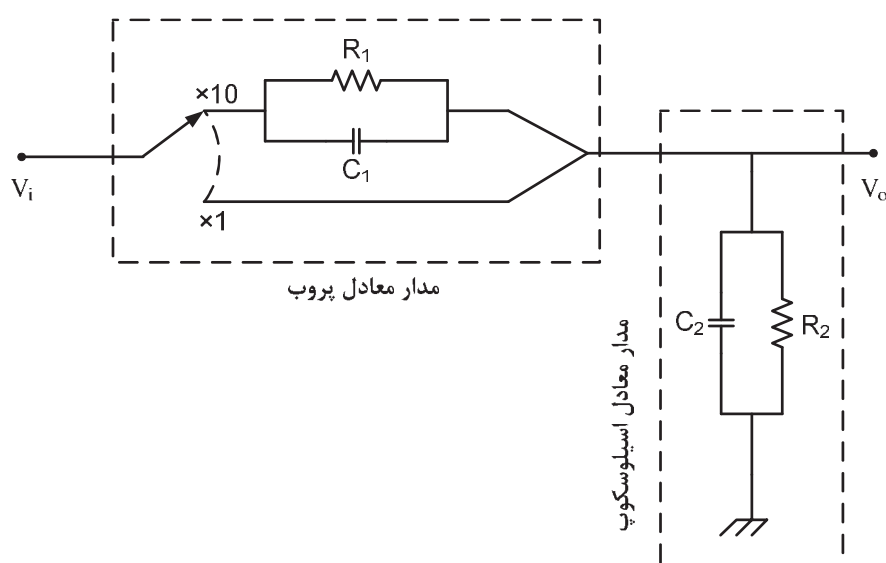 R₁
×10
C₁
Vᵢ
×1
Vₒ
مدار معادل پروب
C₂
R₂
مدار معادل اسیلوسکوپ